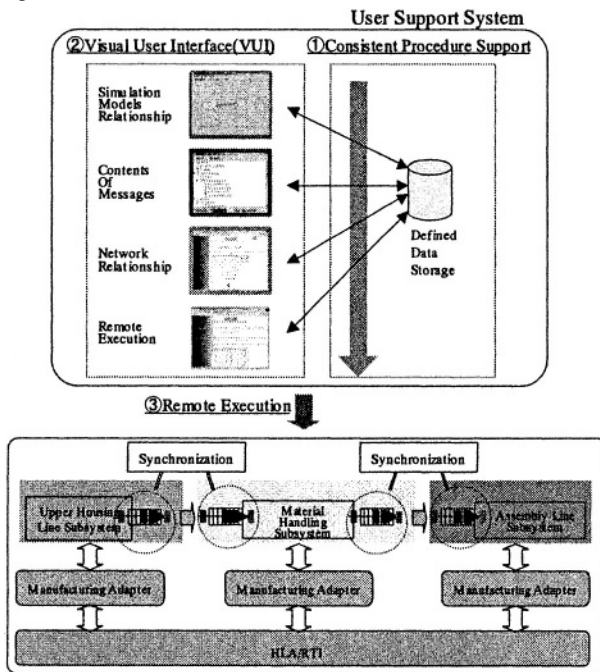 User Support System
②Visual User Interface(VUI)
①Consistent Procedure Support
Simulation
Models
Relationship
Contents
Of
Messages
Network
Relationship
Remote
Execution
Defined
Data
Storage
③Remote Execution
Synchronization
Synchronization
Upper Housing
Line Subsystem
Material
Handling
Subsystem
Assembly Line
Subsystem
Manufacturing Adapter
Manufacturing Adapter
Manufacturing Adapter
HLA/RTI